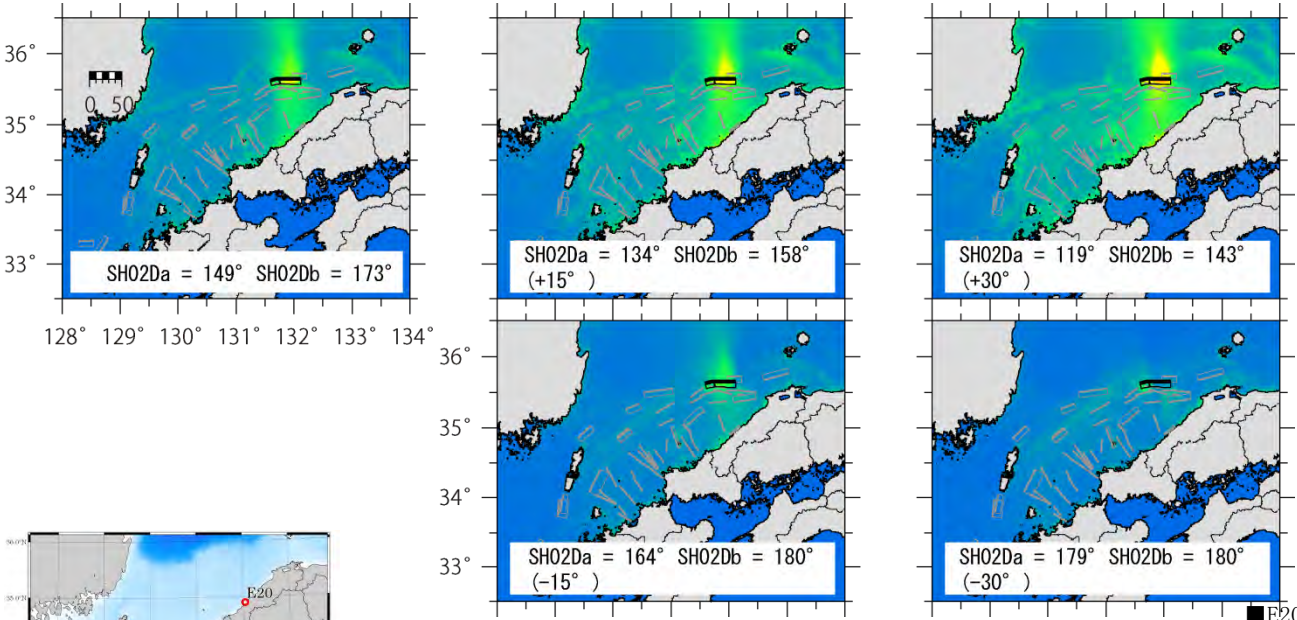 36°
35°
34°
33°
0 50
SH02Da = 149° SH02Db = 173°
128° 129° 130° 131° 132° 133° 134°
SH02Da = 134° SH02Db = 158°
(+15° )
SH02Da = 119° SH02Db = 143°
(+30° )
36°
35°
34°
33°
SH02Da = 164° SH02Db = 180°
(-15° )
SH02Da = 179° SH02Db = 180°
(-30° )
E20